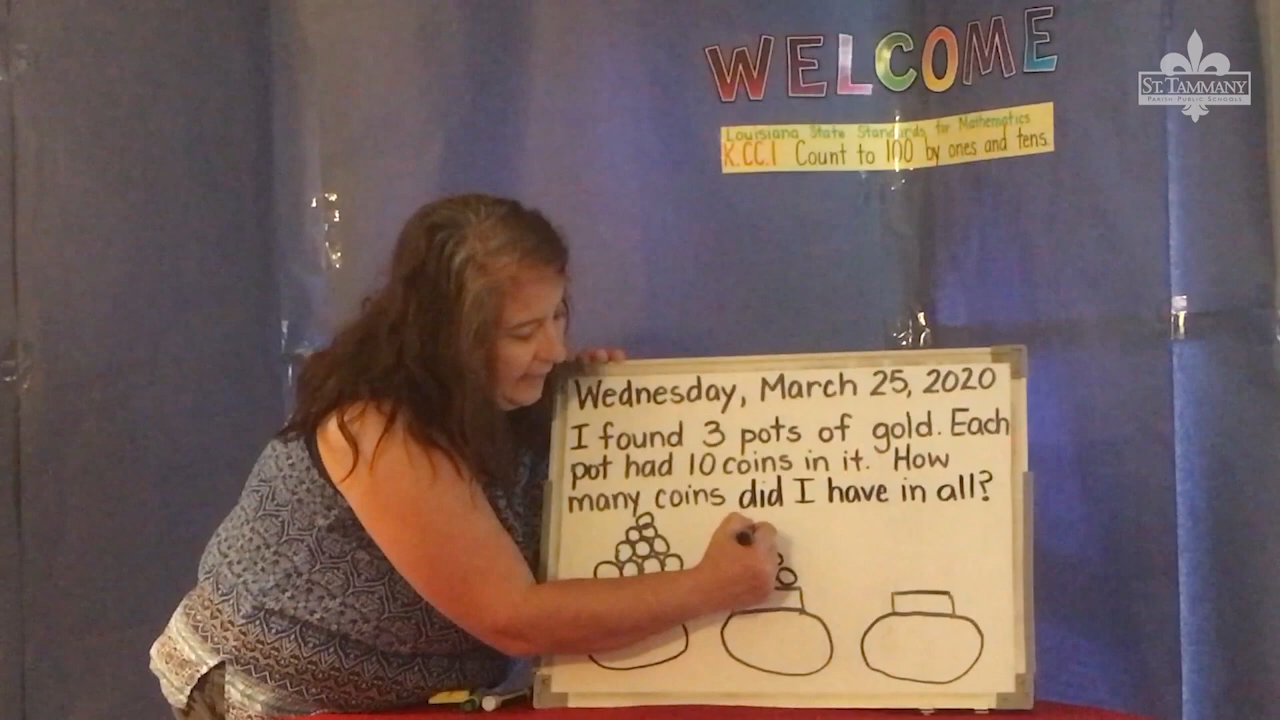 WELCOME
ST. TAMMANY
PARISH PUBLIC SCHOOLS
Louisiana State Standards for Mathematics
K.CC.1 Count to 100 by ones and tens.
Wednesday, March 25, 2020
I found 3 pots of gold. Each
pot had 10 coins in it. How
many coins did I have in all?